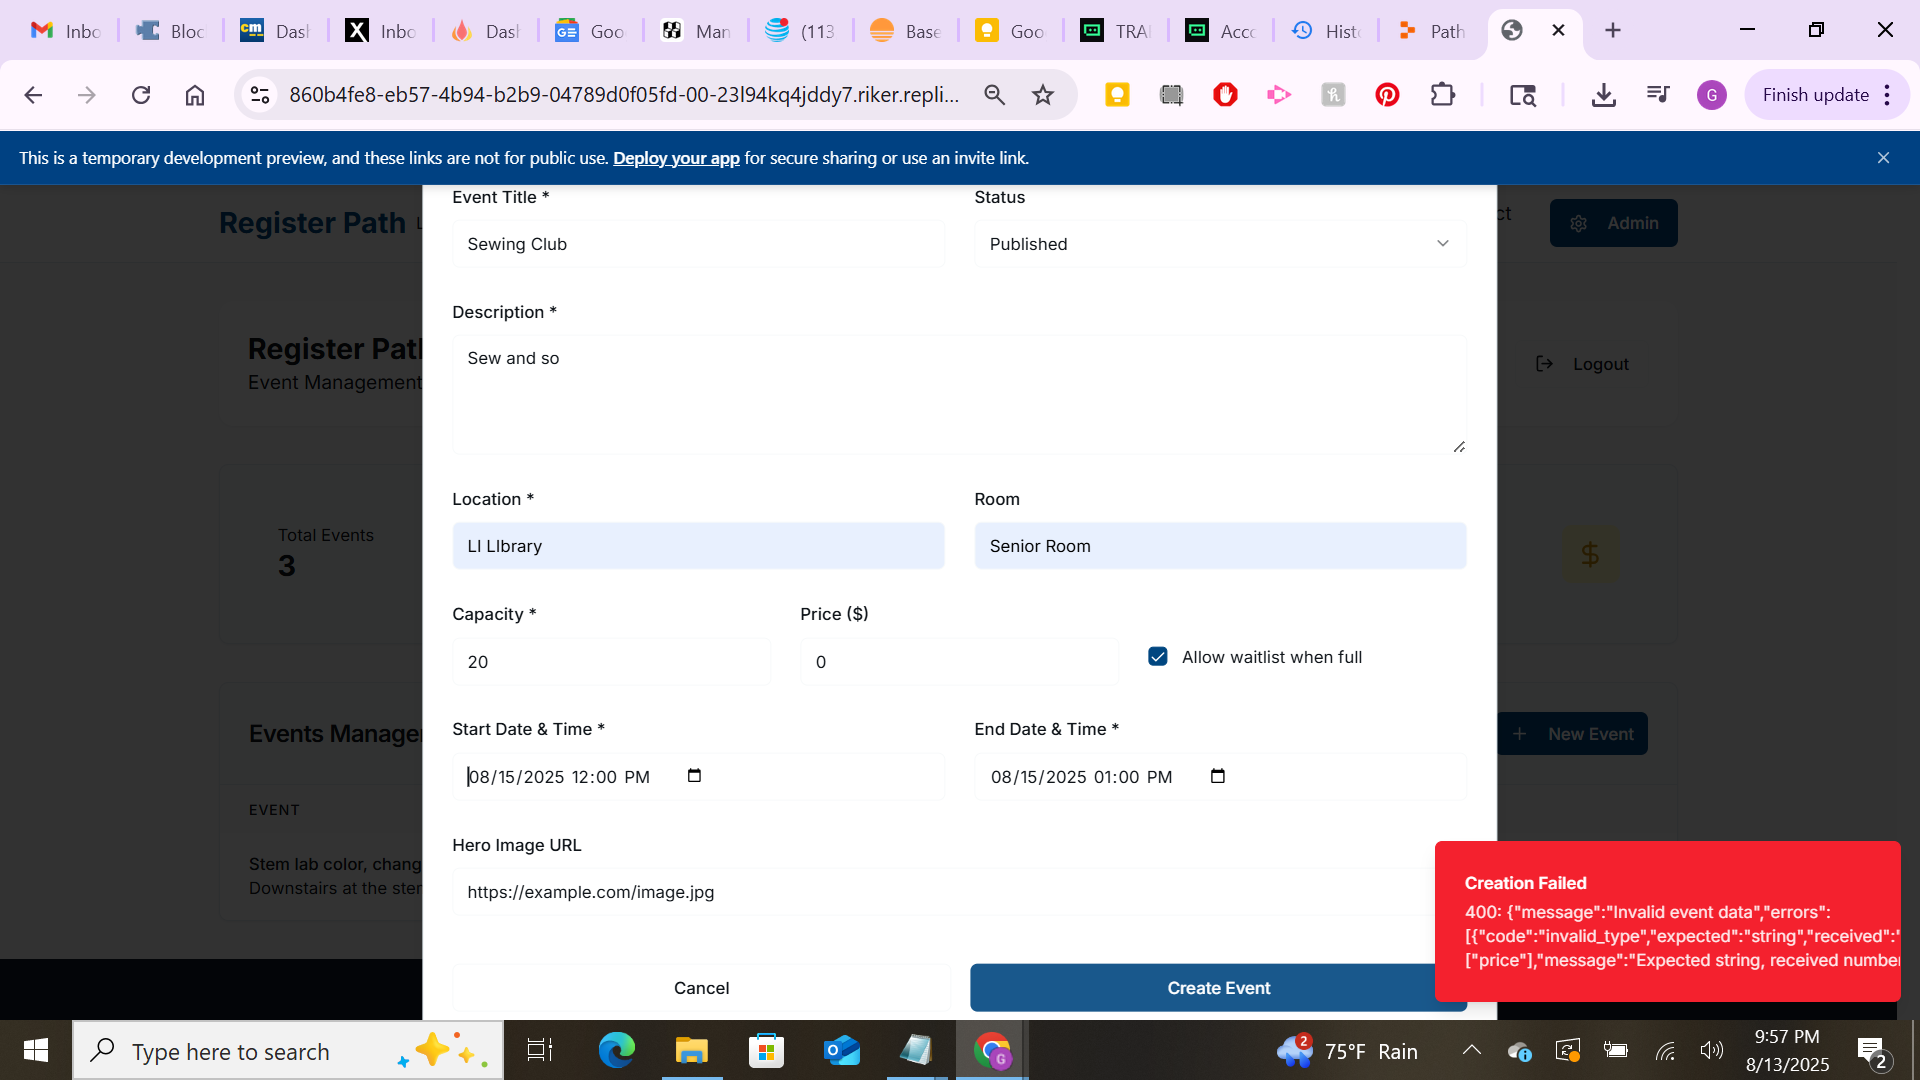 Inbo
Bloc
cm
Dash
X
Inbo
Dash
Goo
Man
(113
Base
Goo
TRA
Acco
Histo
Path
860b4fe8-eb57-4b94-b2b9-04789d0f05fd-00-23l94kq4jddy7.riker.repli...
G
Finish update
This is a temporary development preview, and these links are not for public use. Deploy your app for secure sharing or use an invite link.
Register Path
Admin
Register Path
Event Management
Logout
Total Events
3
Events Manage
New Event
EVENT
Stem lab color, chang
Downstairs at the ster
Event Title *
Status
Sewing Club
Published
Description *
Sew and so
Location *
Room
LI LIbrary
Senior Room
Capacity *
Price ($)
20
0
Allow waitlist when full
Start Date & Time *
End Date & Time *
08/15/2025 12:00 PM
08/15/2025 01:00 PM
Hero Image URL
https://example.com/image.jpg
Cancel
Create Event
Creation Failed
400: {"message":"Invalid event data","errors":
[{"code":"invalid_type","expected":"string","received":"
["price"],"message":"Expected string, received number
Type here to search
2
75°F Rain
9:57 PM
8/13/2025
2